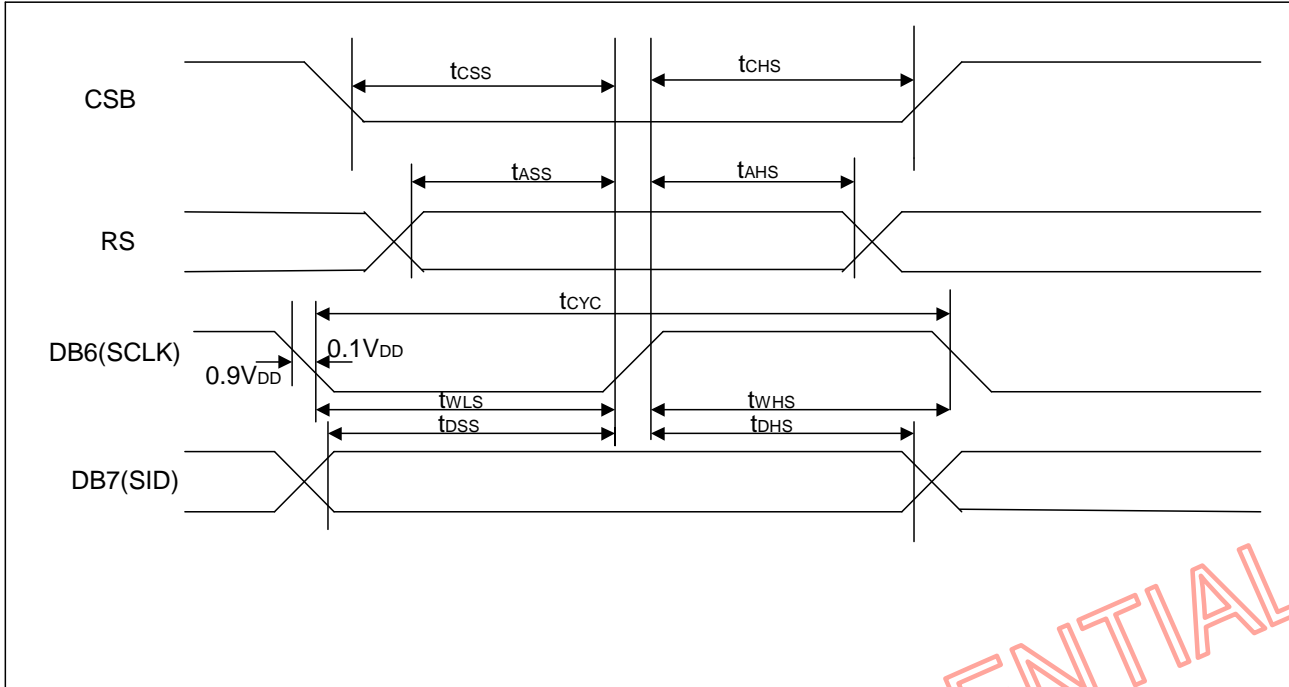 tCSS
tCHS
CSB
tASS
tAHS
RS
tCYC
DB6(SCLK)
0.1VDD
0.9VDD
tWLS
tWHS
tDSS
tDHS
DB7(SID)
ENTIAL